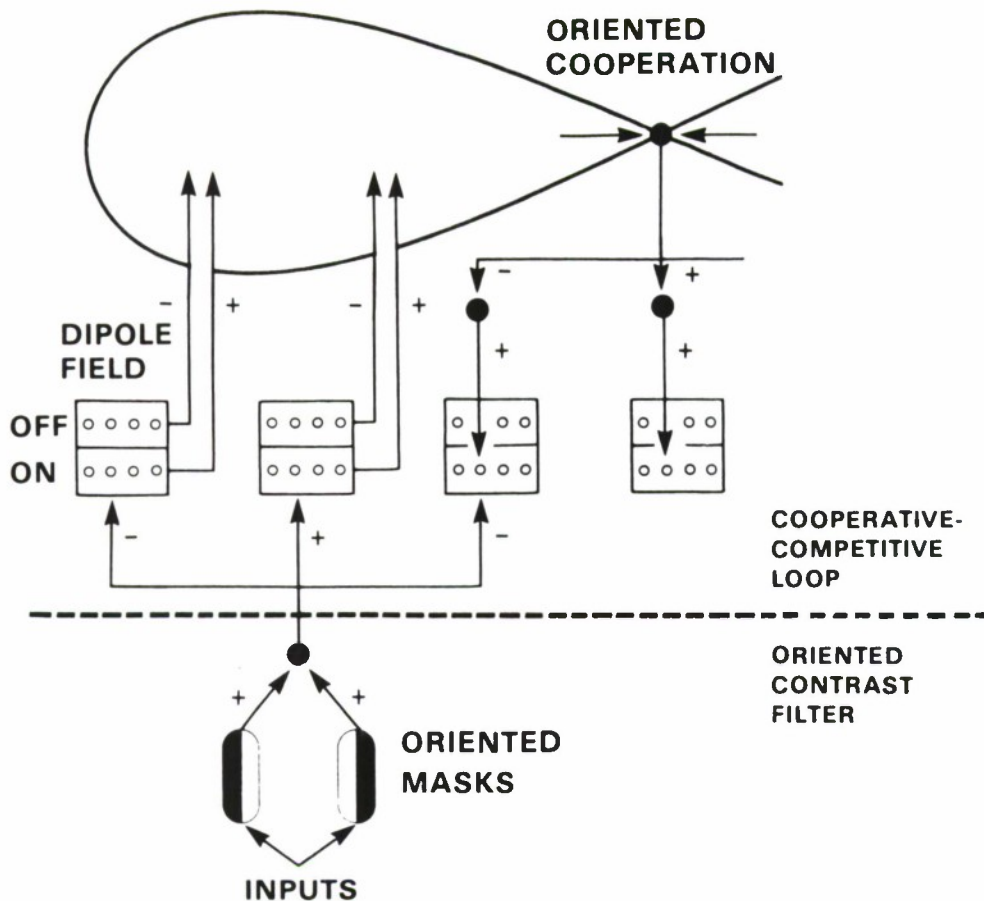 ORIENTED
COOPERATION
-
+
-
+
-
+
+
+
DIPOLE
FIELD
OFF
ON
-
+
-
COOPERATIVE-
COMPETITIVE
LOOP
ORIENTED
CONTRAST
FILTER
+
+
ORIENTED
MASKS
INPUTS